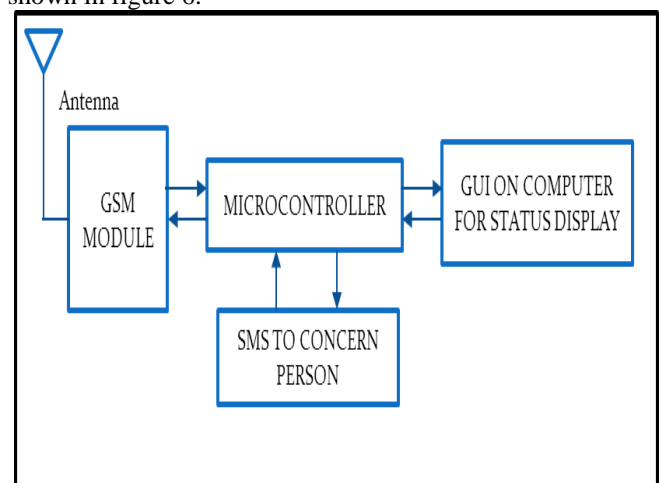 shown in figure 6.
Antenna
GSM
MODULE
MICROCONTROLLER
GUI ON COMPUTER
FOR STATUS DISPLAY
SMS TO CONCERN
PERSON